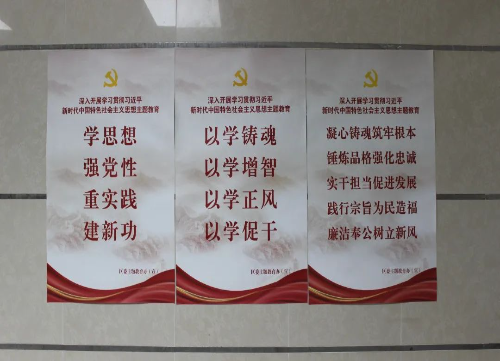 深入开展学习贯彻习近平
新时代中国特色社会主义思想主题教育
学思想
强党性
重实践
建新功
深入开展学习贯彻习近平
新时代中国特色社会主义思想主题教育
以学铸魂
以学增智
以学正风
以学促干
深入开展学习贯彻习近平
新时代中国特色社会主义思想主题教育
凝心铸魂筑牢根本
锤炼品格强化忠诚
实干担当促进发展
践行宗旨为民造福
廉洁奉公树立新风